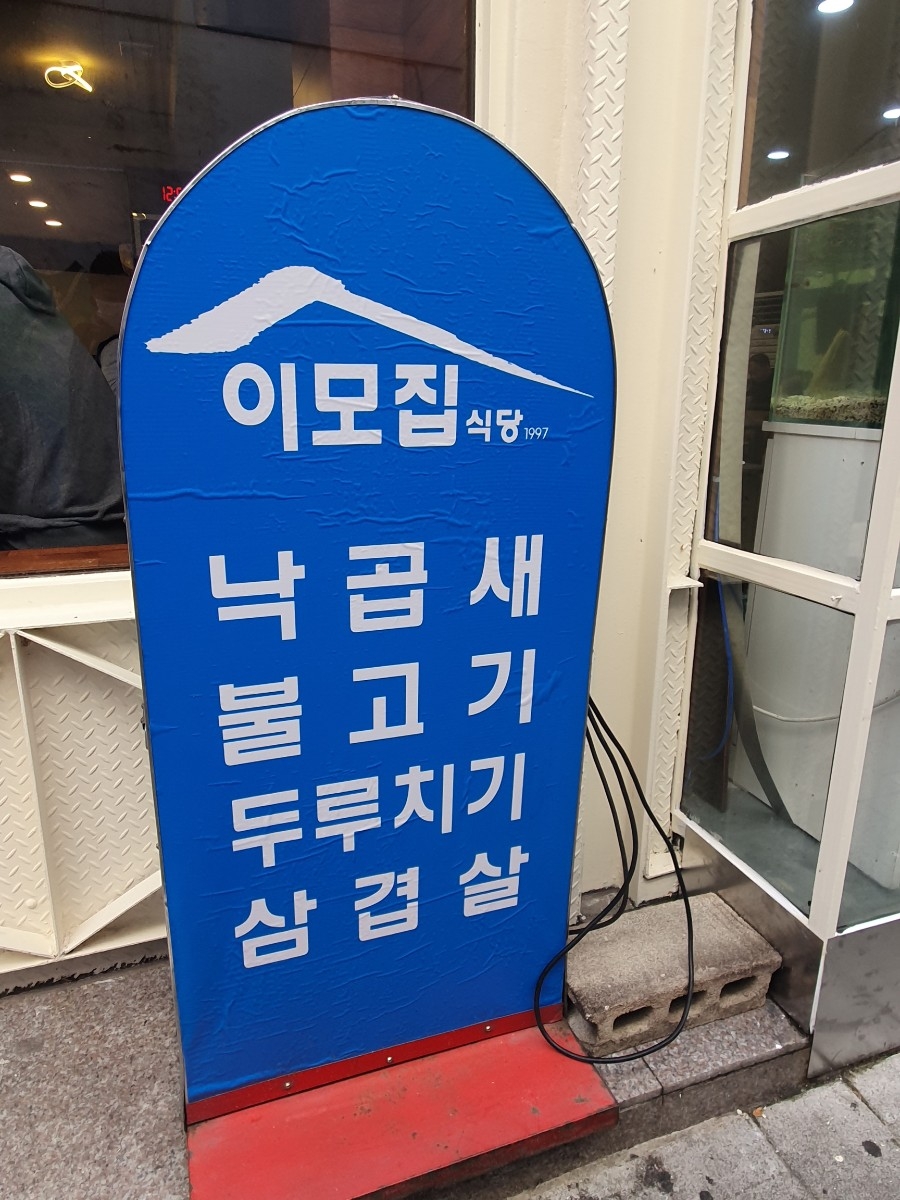 이모집 식당 1997
낙곱새
불고기
두루치기
삼겹살